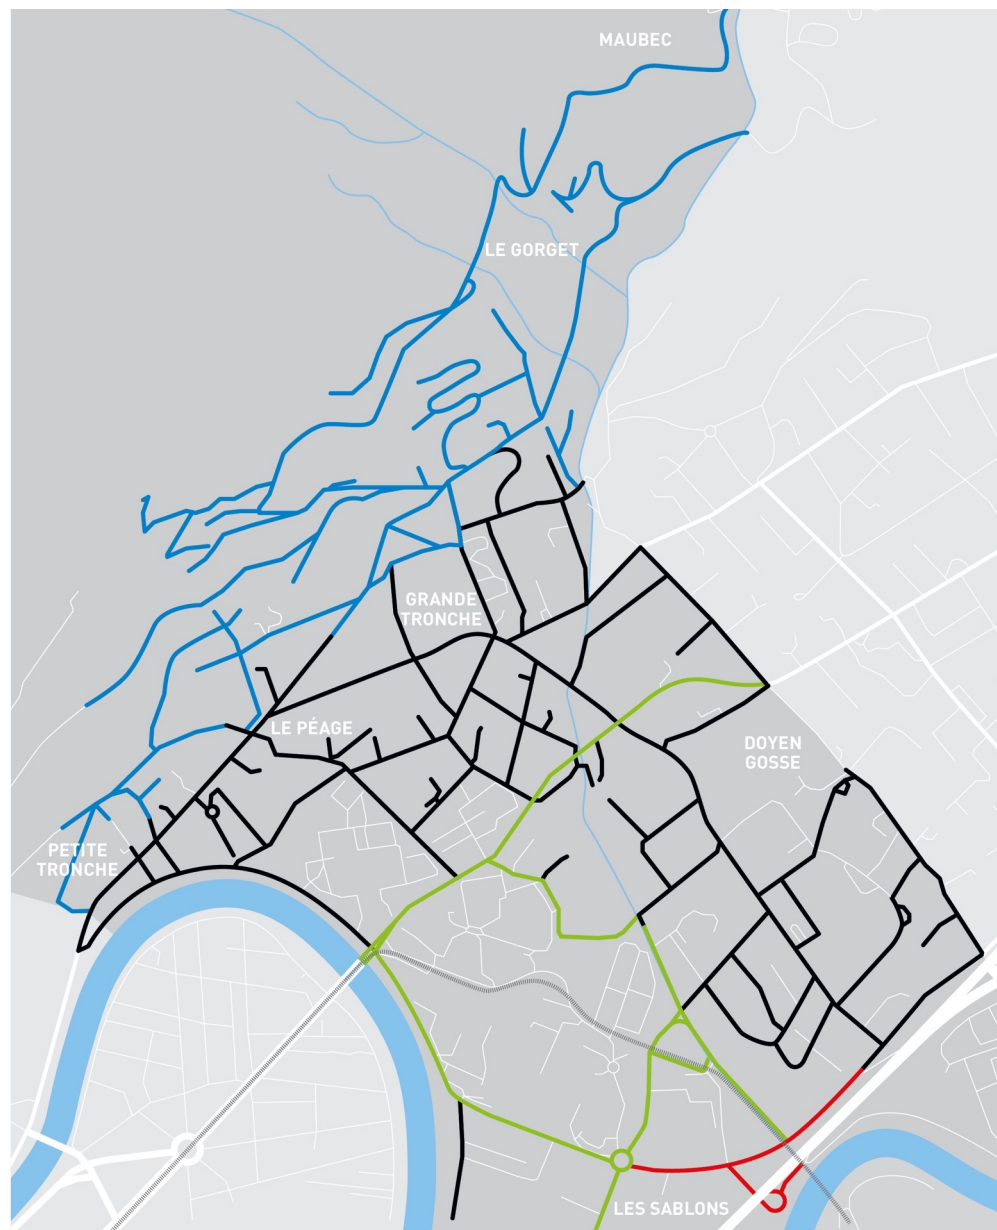 MAUBEC
LE GORGET
GRANDE
TRONCHE
LE PÉAGE
DOYEN
GOSSE
PETITE
TRONCHE
LES SABLONS